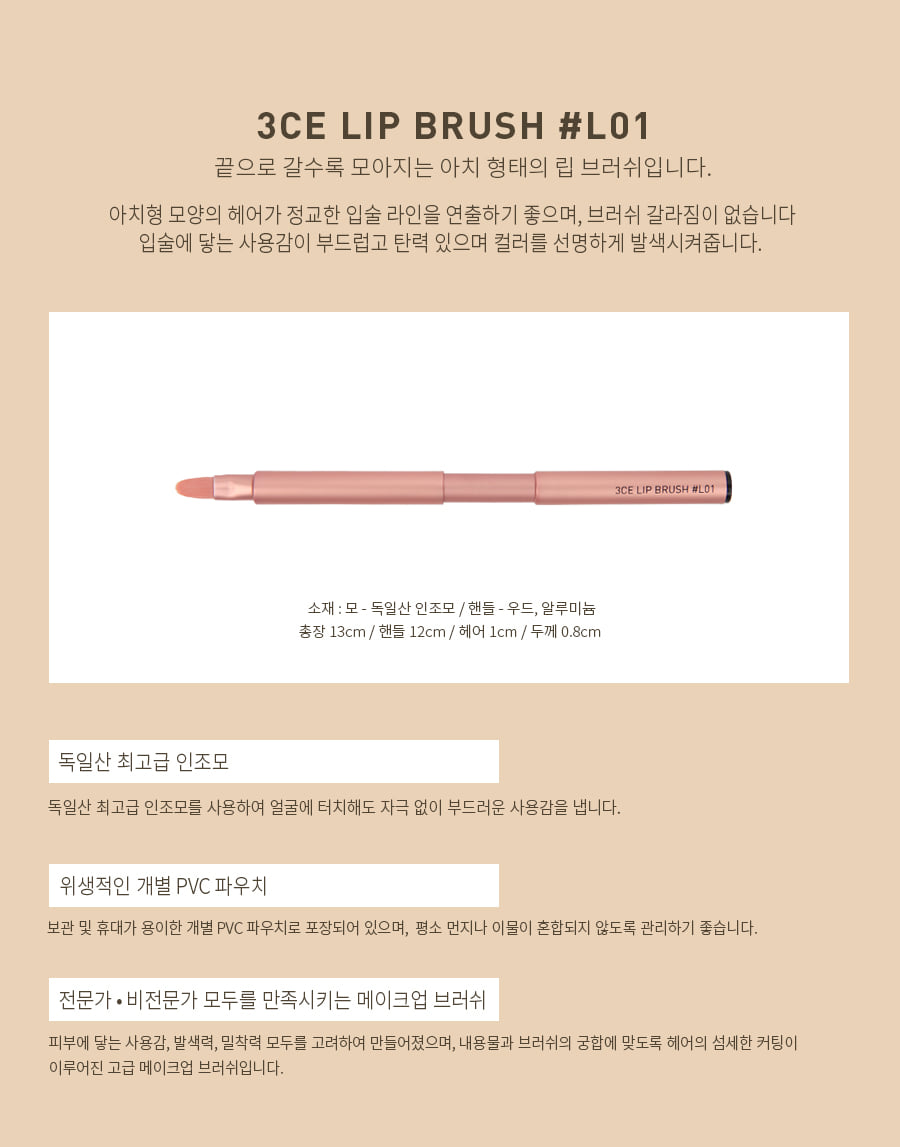 3CE LIP BRUSH #L01
끝으로 갈수록 모아지는 아치 형태의 립 브러쉬입니다.
아치형 모양의 헤어가 정교한 입술 라인을 연출하기 좋으며, 브러쉬 갈라짐이 없습니다
입술에 닿는 사용감이 부드럽고 탄력 있으며 컬러를 선명하게 발색시켜줍니다.
3CE LIP BRUSH #L01
소재 : 모 - 독일산 인조모 / 핸들 - 우드, 알루미늄
총장 13cm / 핸들 12cm / 헤어 1cm / 두께 0.8cm
독일산 최고급 인조모
독일산 최고급 인조모를 사용하여 얼굴에 터치해도 자극 없이 부드러운 사용감을 냅니다.
위생적인 개별 PVC 파우치
보관 및 휴대가 용이한 개별 PVC 파우치로 포장되어 있으며, 평소 먼지나 이물이 혼합되지 않도록 관리하기 좋습니다.
전문가 • 비전문가 모두를 만족시키는 메이크업 브러쉬
피부에 닿는 사용감, 발색력, 밀착력 모두를 고려하여 만들어졌으며, 내용물과 브러쉬의 궁합에 맞도록 헤어의 섬세한 커팅이
이루어진 고급 메이크업 브러쉬입니다.